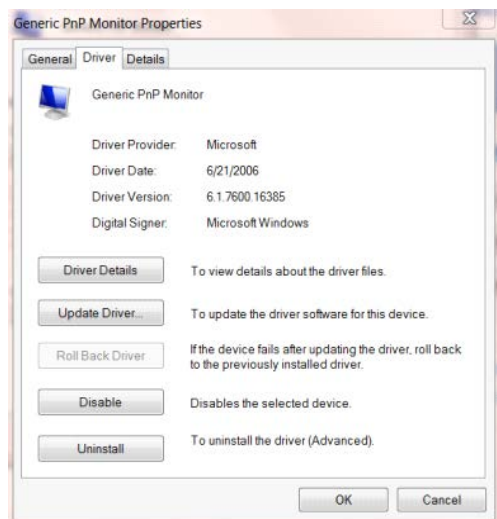 Generic PnP Monitor Properties
General Driver Details
Generic PnP Monitor
Driver Provider: Microsoft
Driver Date: 6/21/2006
Driver Version: 6.1.7600.16385
Digital Signer: Microsoft Windows
Driver Details To view details about the driver files.
Update Driver... To update the driver software for this device.
Roll Back Driver If the device fails after updating the driver, roll back
to the previously installed driver.
Disable Disables the selected device.
Uninstall To uninstall the driver (Advanced).
OK Cancel